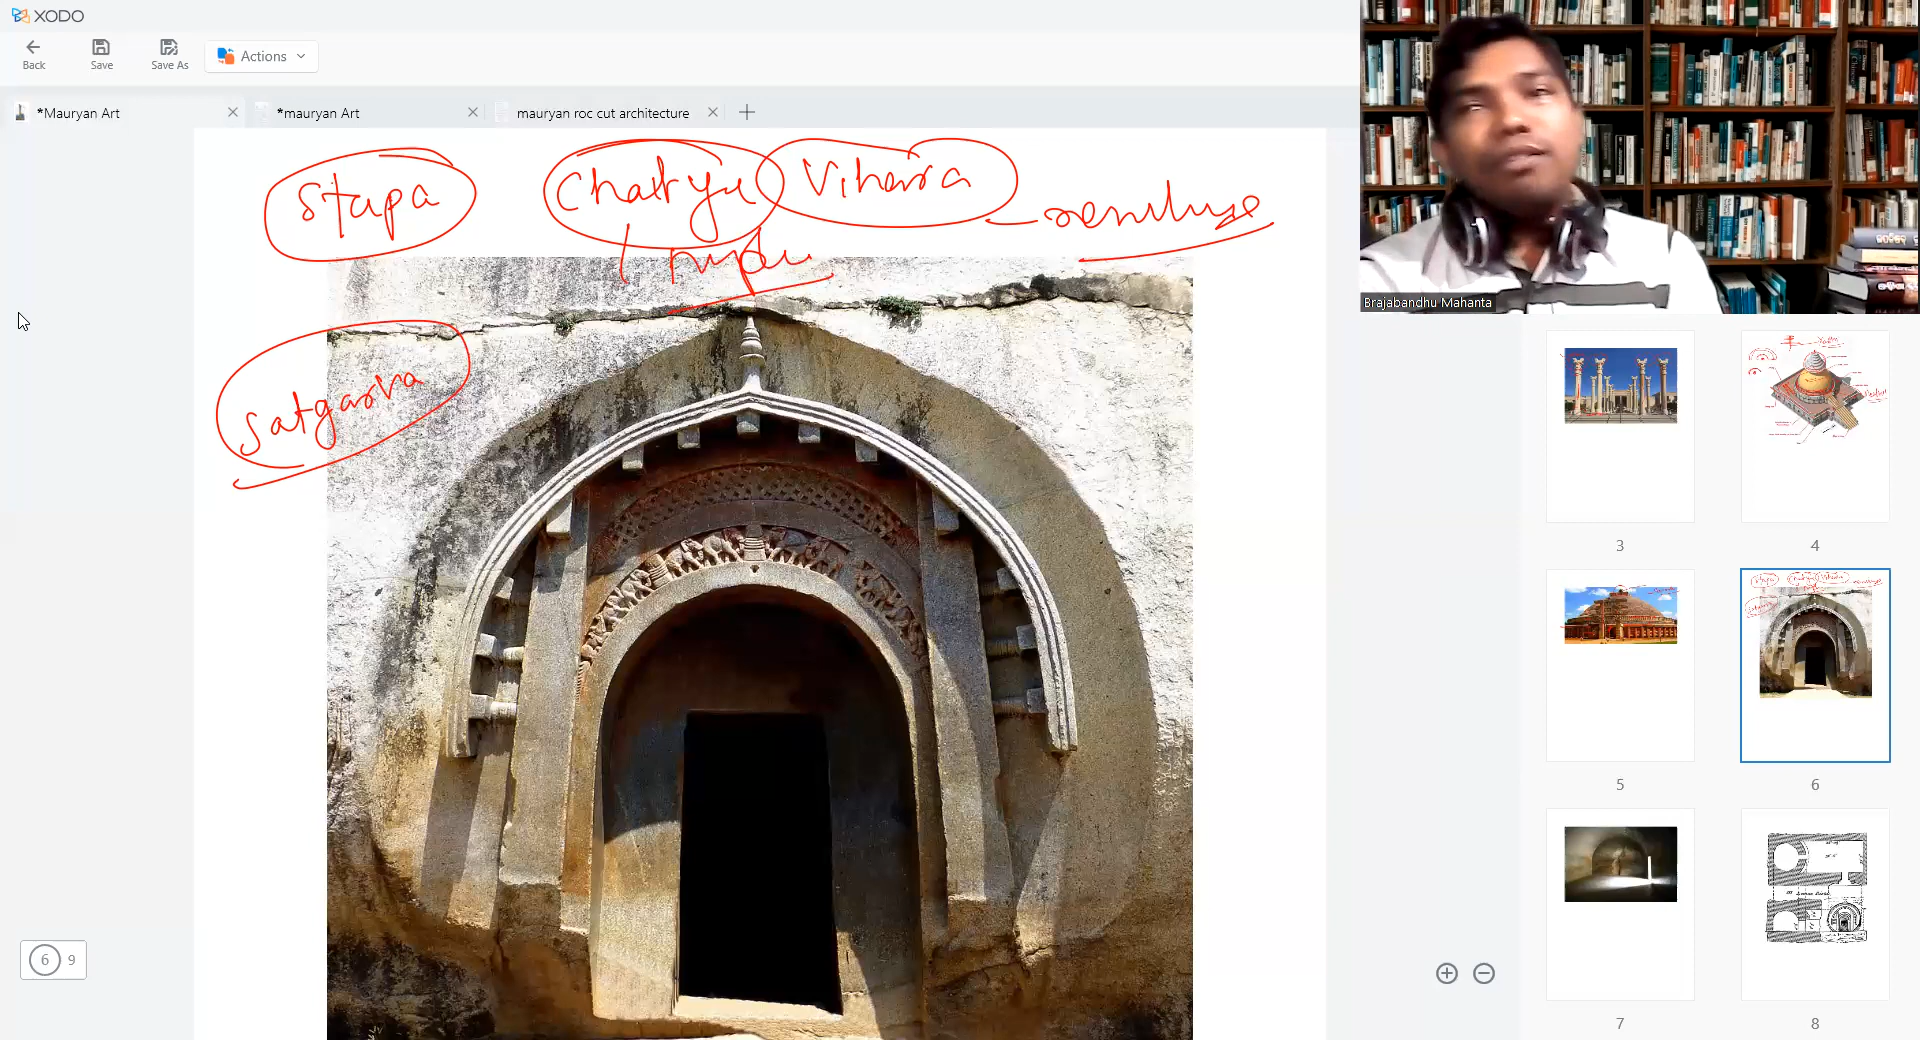 XODO
Back
Save
Save As
Actions
*Mauryan Art
*mauryan Art
mauryan roc cut architecture
Stupa
Chaitya
Vihara
Satgarva
Brajabandhu Mahanta
3
4
5
6
7
8
6 9